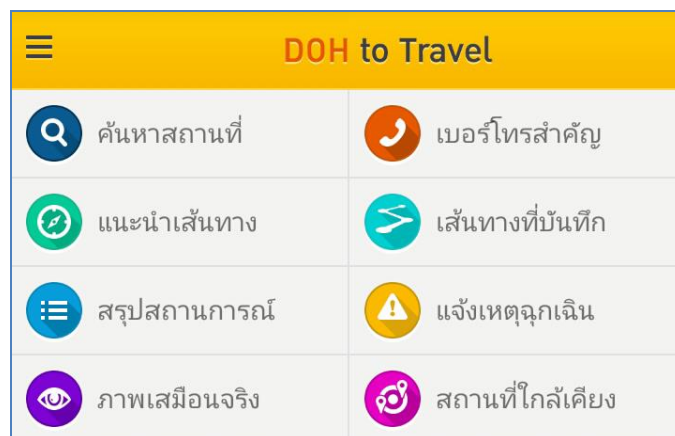 DOH to Travel
ค้นหาสถานที่
เบอร์โทรสำคัญ
แนะนำเส้นทาง
เส้นทางที่บันทึก
สรุปสถานการณ์
แจ้งเหตุฉุกเฉิน
ภาพเสมือนจริง
สถานที่ใกล้เคียง